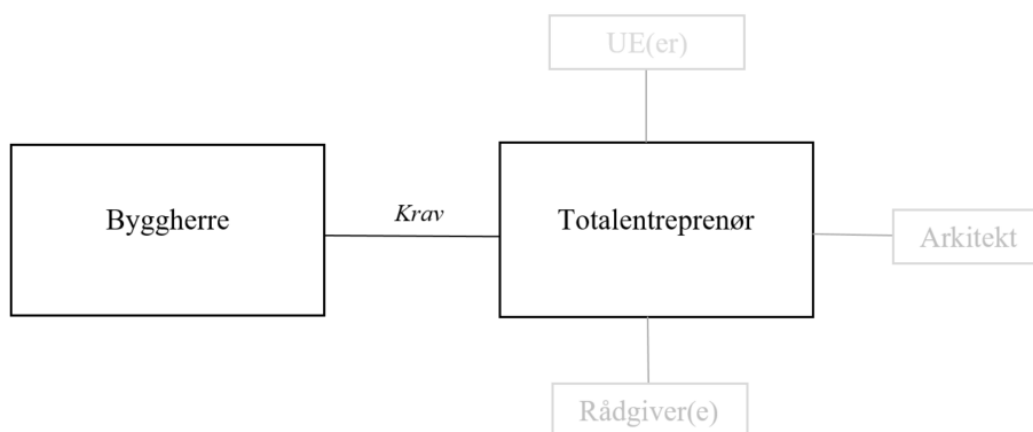 UE(er)
Byggherre
Krav
Totalentreprenør
Arkitekt
Rådgiver(e)